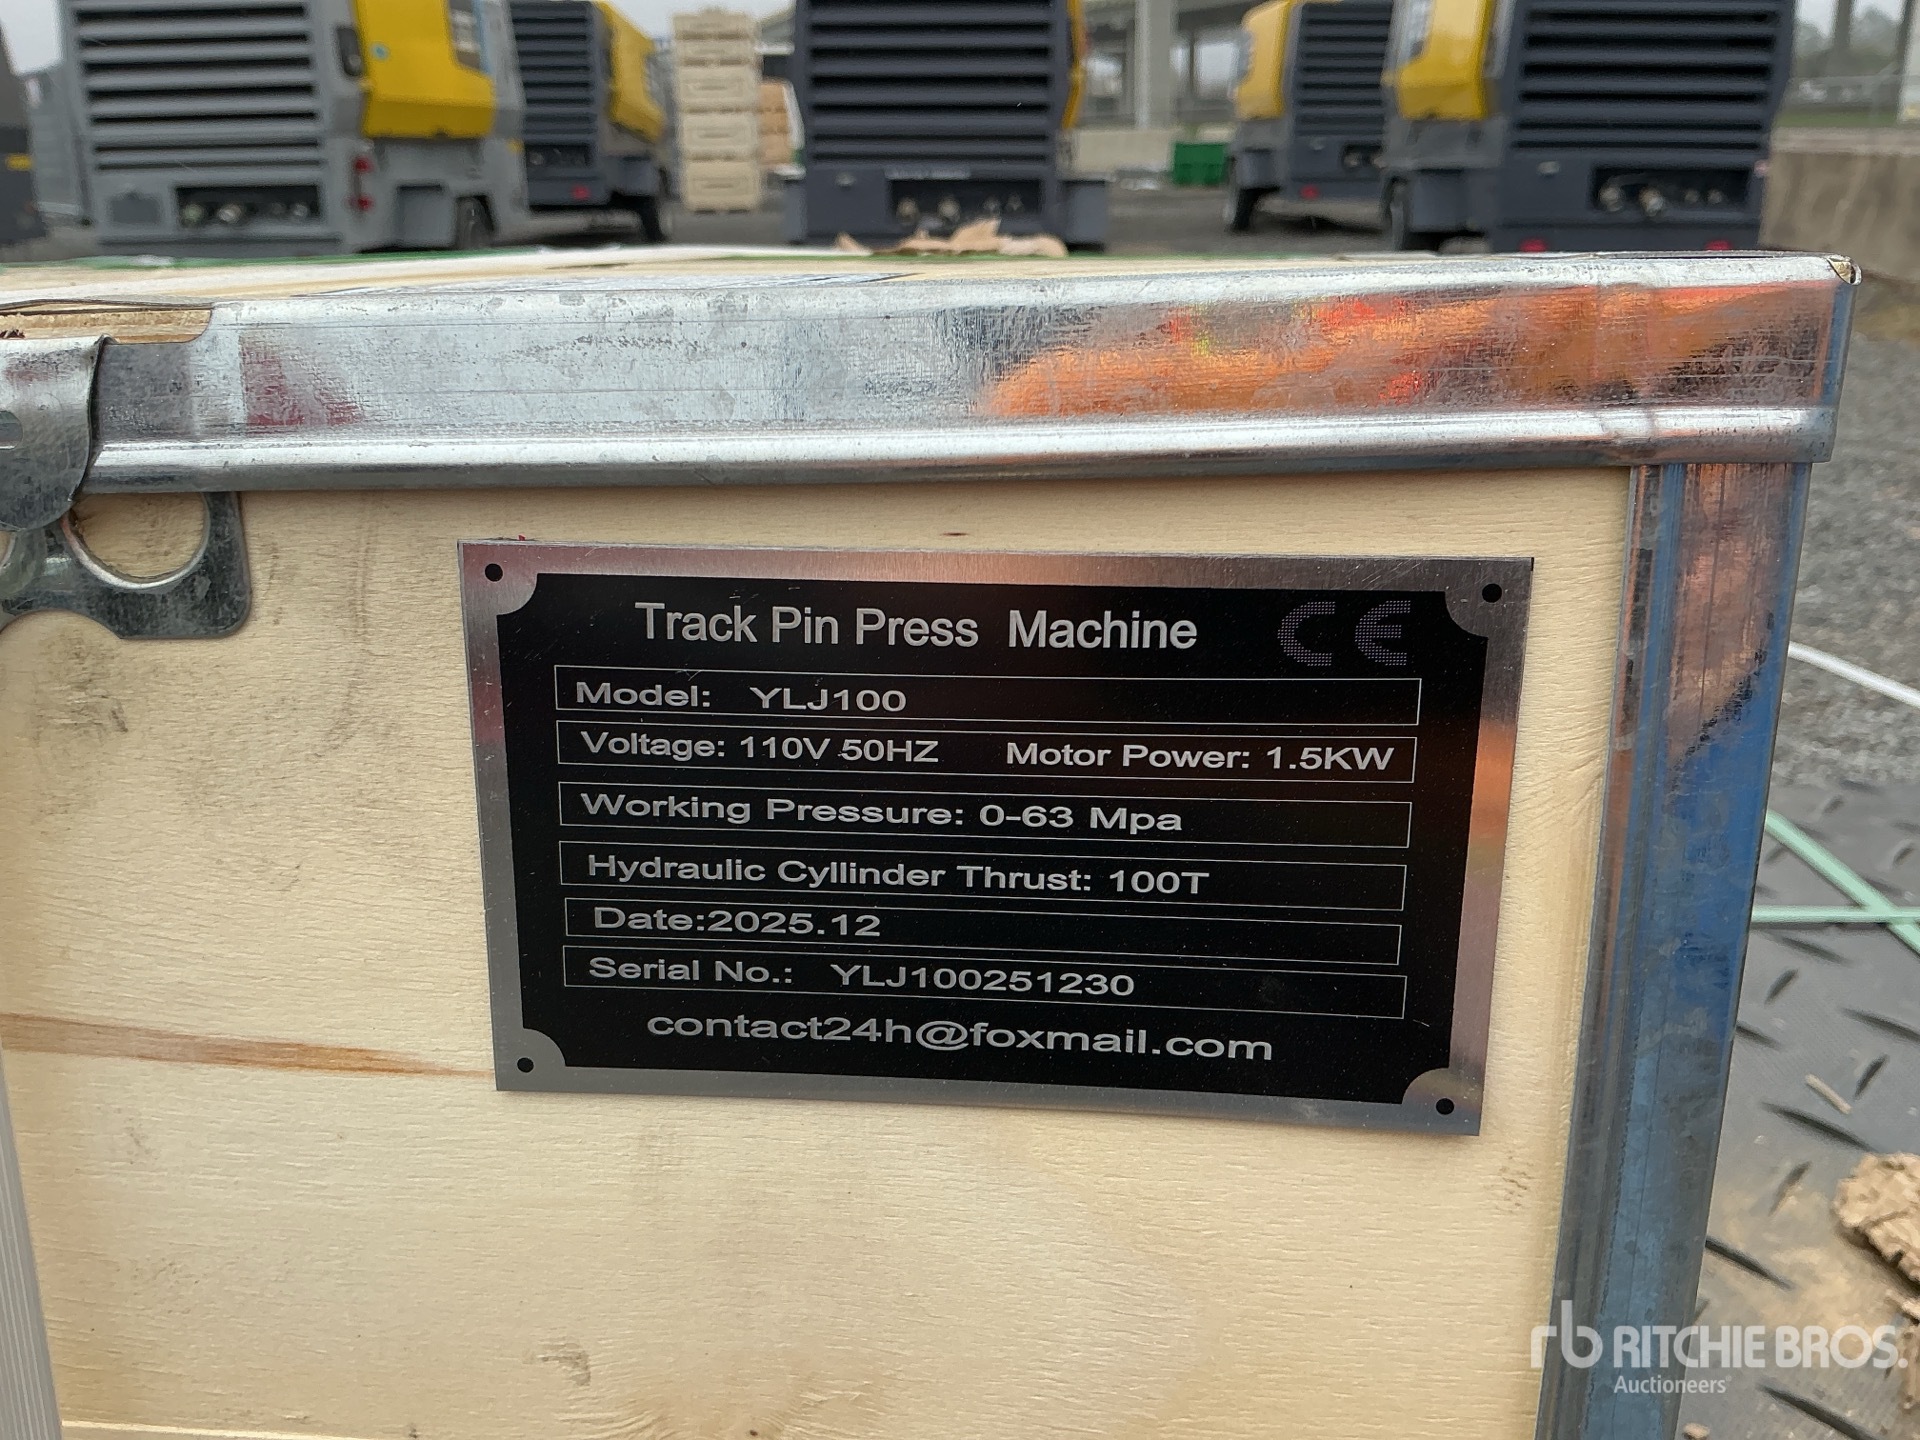 Track Pin Press Machine CE
Model: YLJ100
Voltage: 110V 50HZ Motor Power: 1.5KW
Working Pressure: 0-63 Mpa
Hydraulic Cyllinder Thrust: 100T
Date:2025.12
Serial No.: YLJ100251230
contact24h@foxmail.com
rb RITCHIE BROS.
Auctioneers